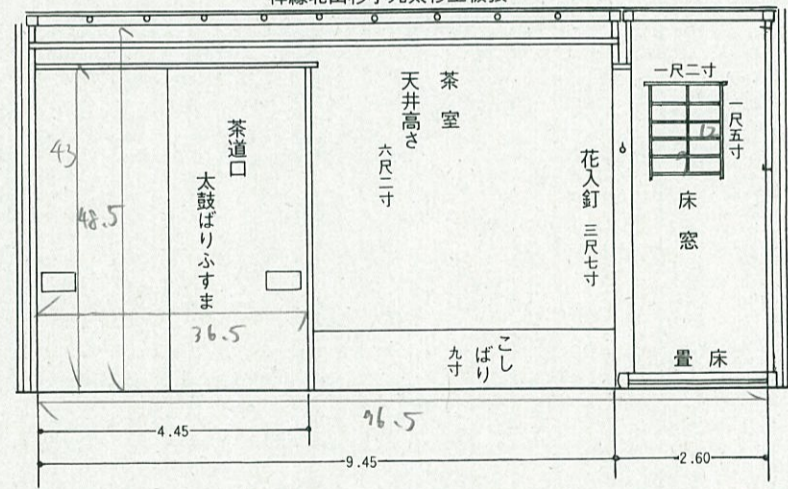 一尺二寸
一尺五寸
12
9
床窓
畳床
茶室
天井高さ
六尺二寸
花入釘 三尺七寸
こしばり
九寸
茶道口
太鼓ばりふすま
43
48.5
36.5
96.5
4.45
9.45
2.60